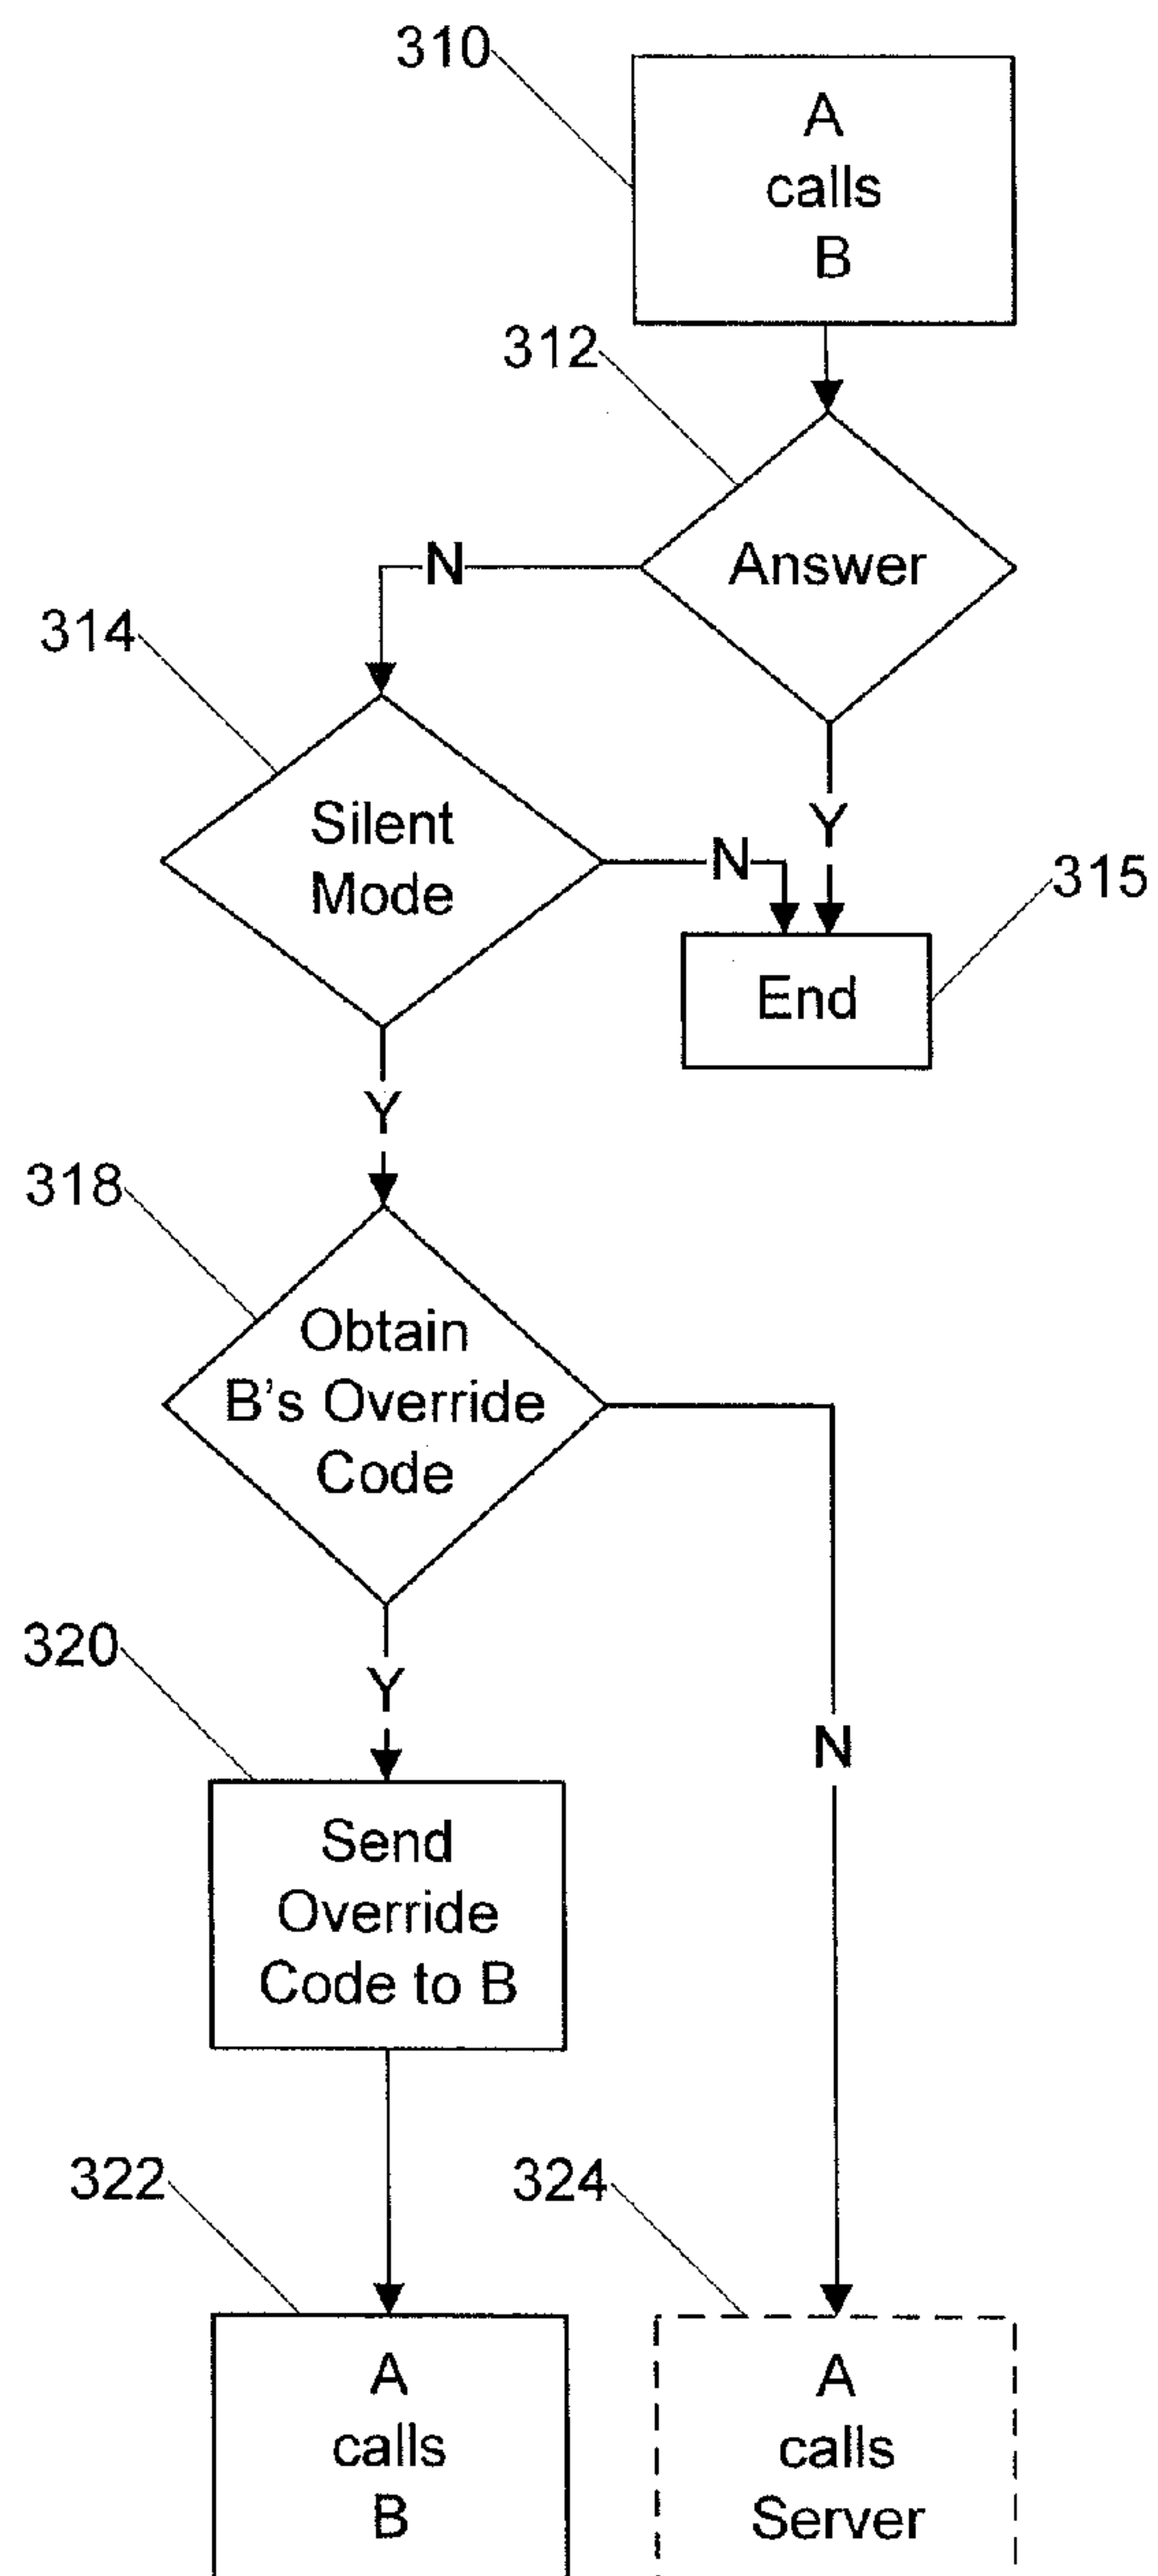 310
A
calls
B
312
Answer
N
314
Silent
Mode
Y
N
315
End
Y
318
Obtain
B's Override
Code
320
Y
N
Send
Override
Code to B
322
324
A
calls
B
A
calls
Server